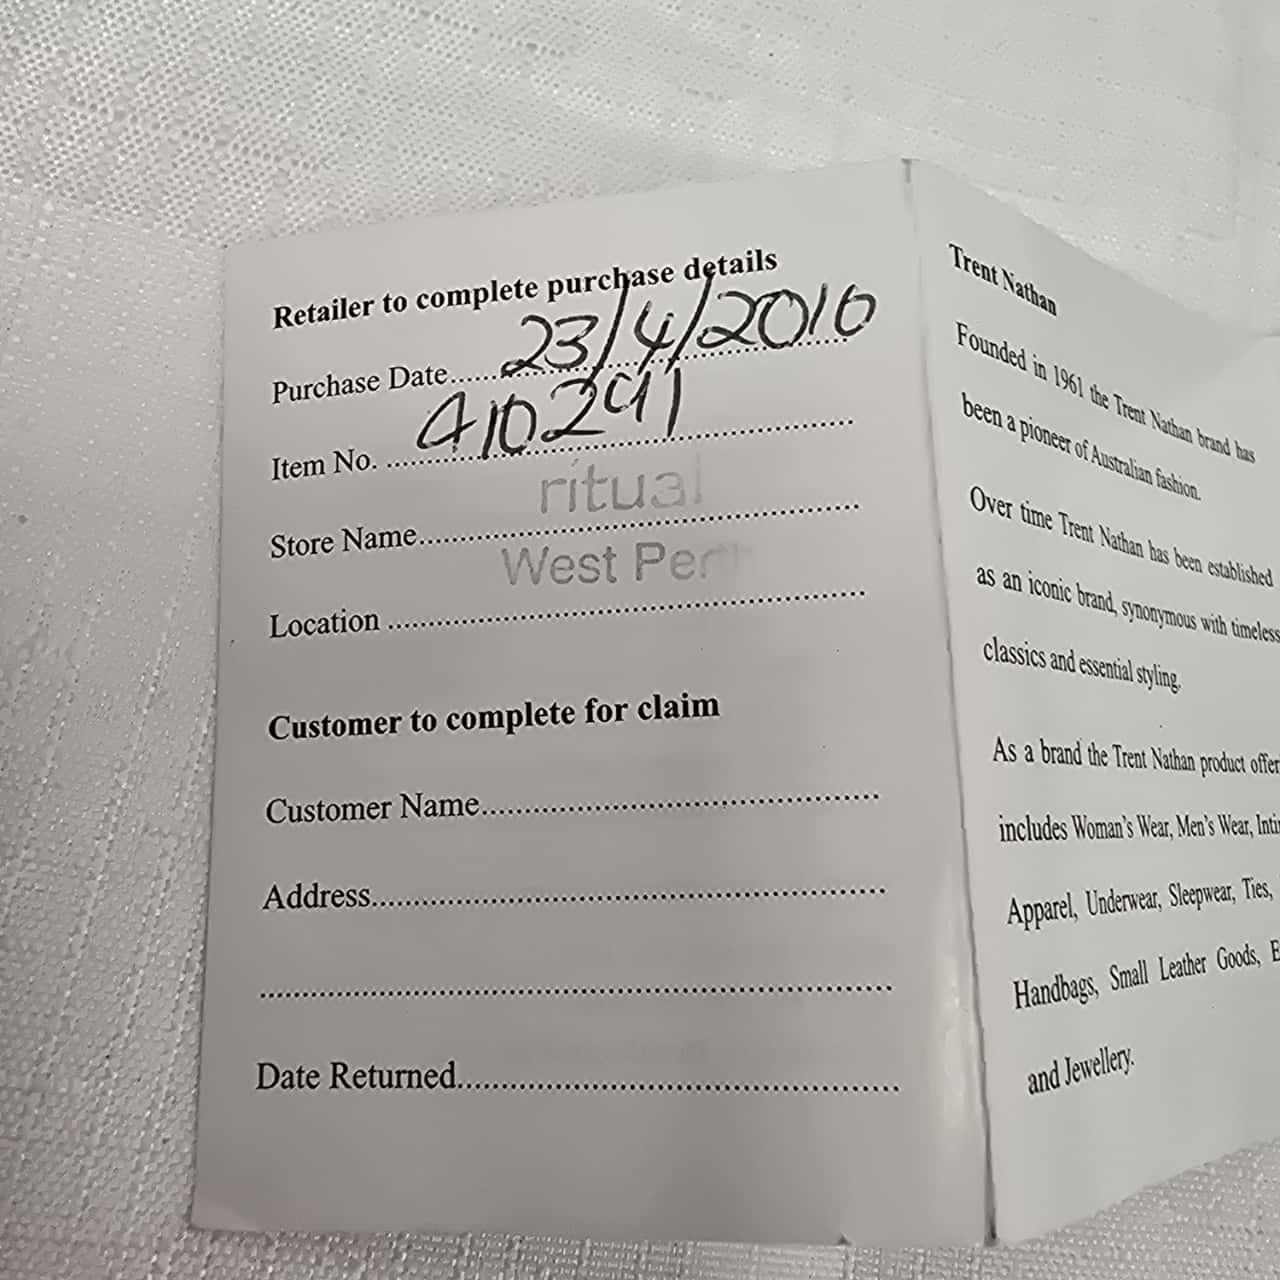 Retailer to complete purchase details
Purchase Date........23/4/2010
Item No. ........410291
ritual
Store Name........
West Perth
Location ........
Customer to complete for claim
Customer Name........
Address........
........
Date Returned........
Trent Nathan
Founded in 1961 the Trent Nathan brand has
been a pioneer of Australian fashion.
Over time Trent Nathan has been established
as an iconic brand, synonymous with timeless
classics and essential styling.
As a brand the Trent Nathan product offer
includes Woman's Wear, Men's Wear,
Apparel, Underwear, Sleepwear, Ties,
Handbags, Small Leather Goods,
and Jewellery.